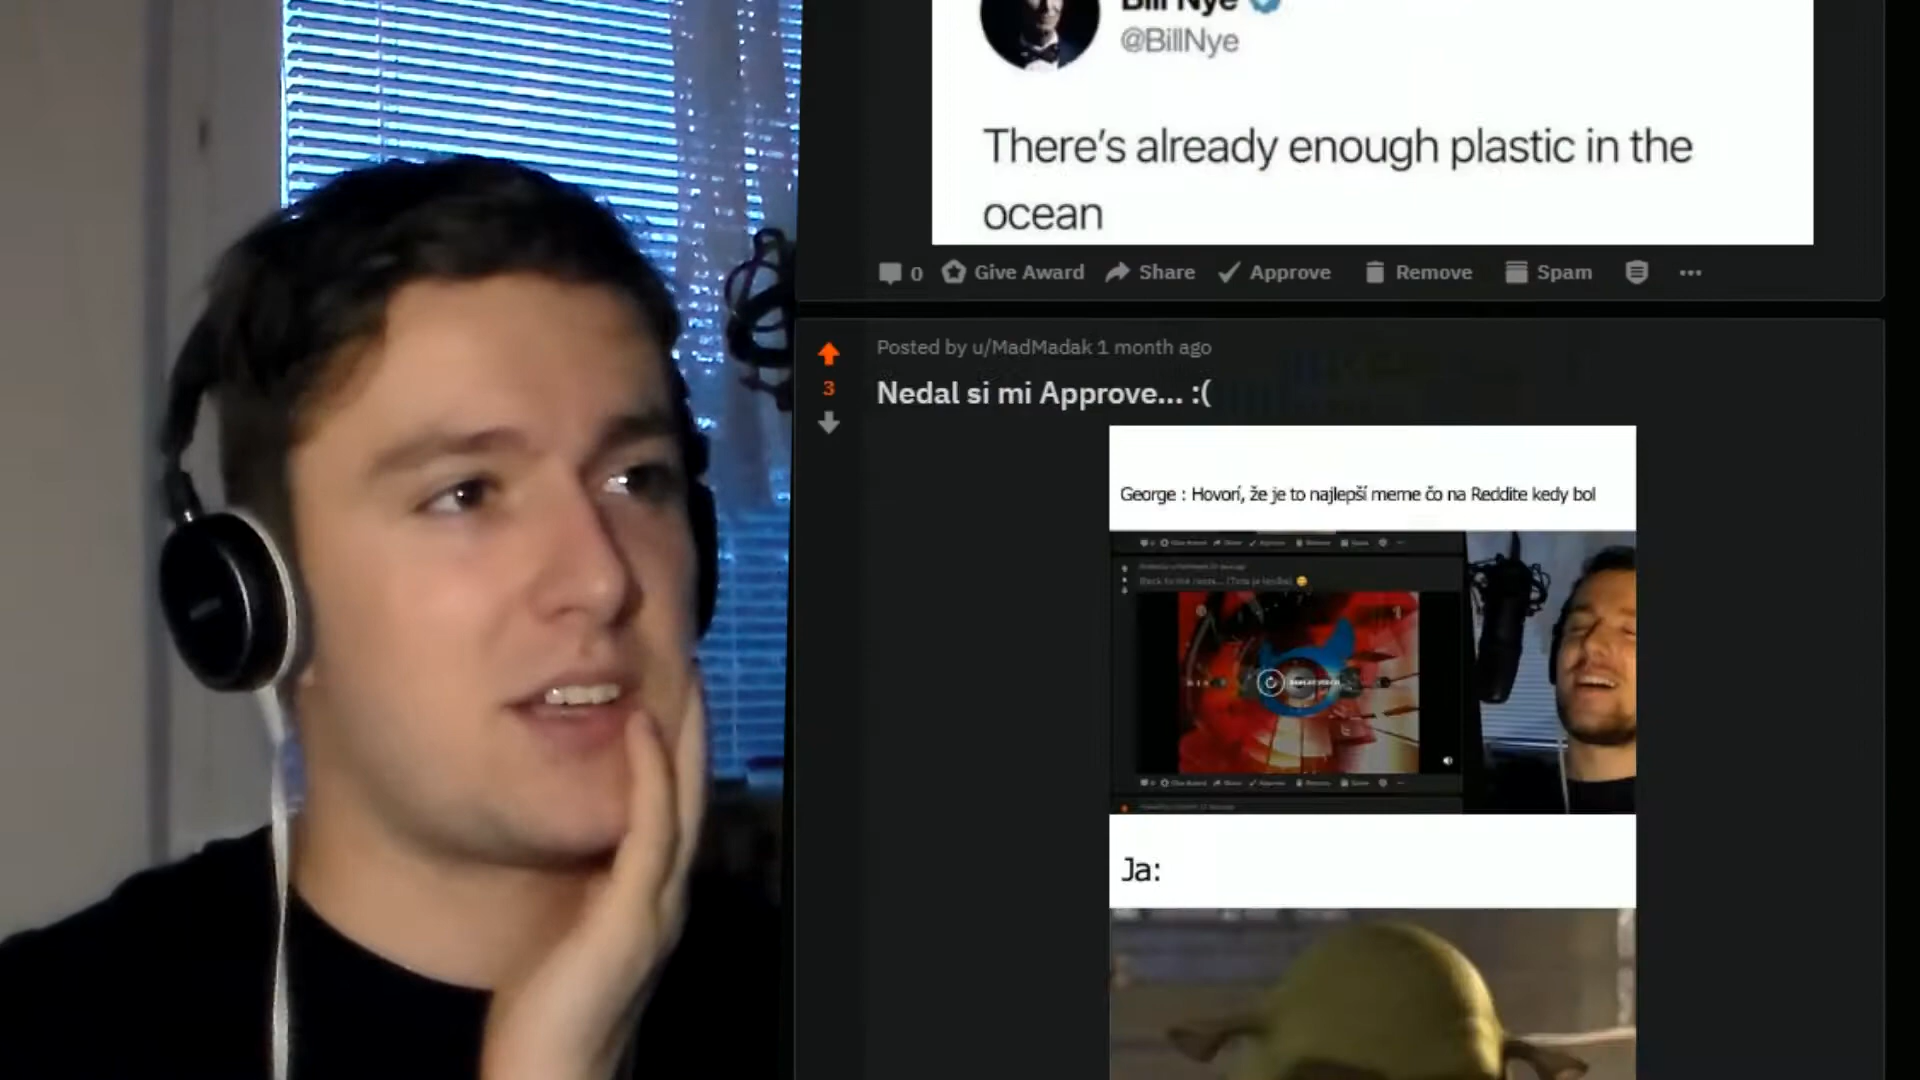 Bill Nye
@BillNye
There's already enough plastic in the
ocean
0 Give Award Share Approve Remove Spam
Posted by u/MadMadak 1 month ago
3
Nedal si mi Approve... :(
George : Hovorí, že je to najlepší meme čo na Reddite kedy bol
Ja: